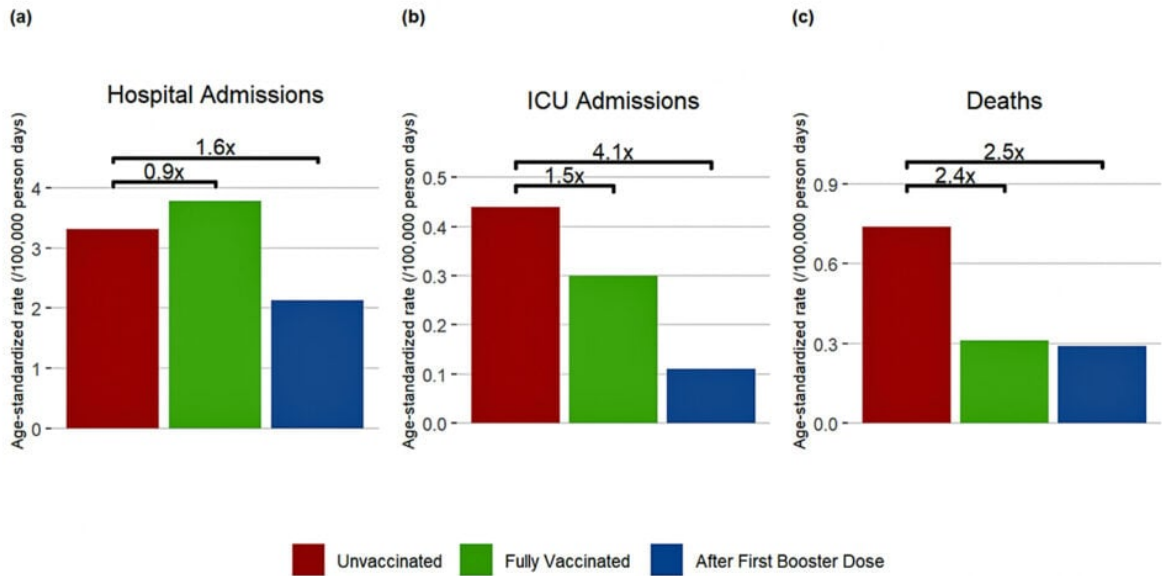 (a)
(b)
(c)
Hospital Admissions
ICU Admissions
Deaths
Age-standardized rate (/100,000 person days)
1.6x
0.9x
4
3
2
1
0
Age-standardized rate (/100,000 person days)
4.1x
1.5x
0.5
0.4
0.3
0.2
0.1
0.0
Age-standardized rate (/100,000 person days)
2.5x
2.4x
0.9
0.6
0.3
0.0
Unvaccinated
Fully Vaccinated
After First Booster Dose